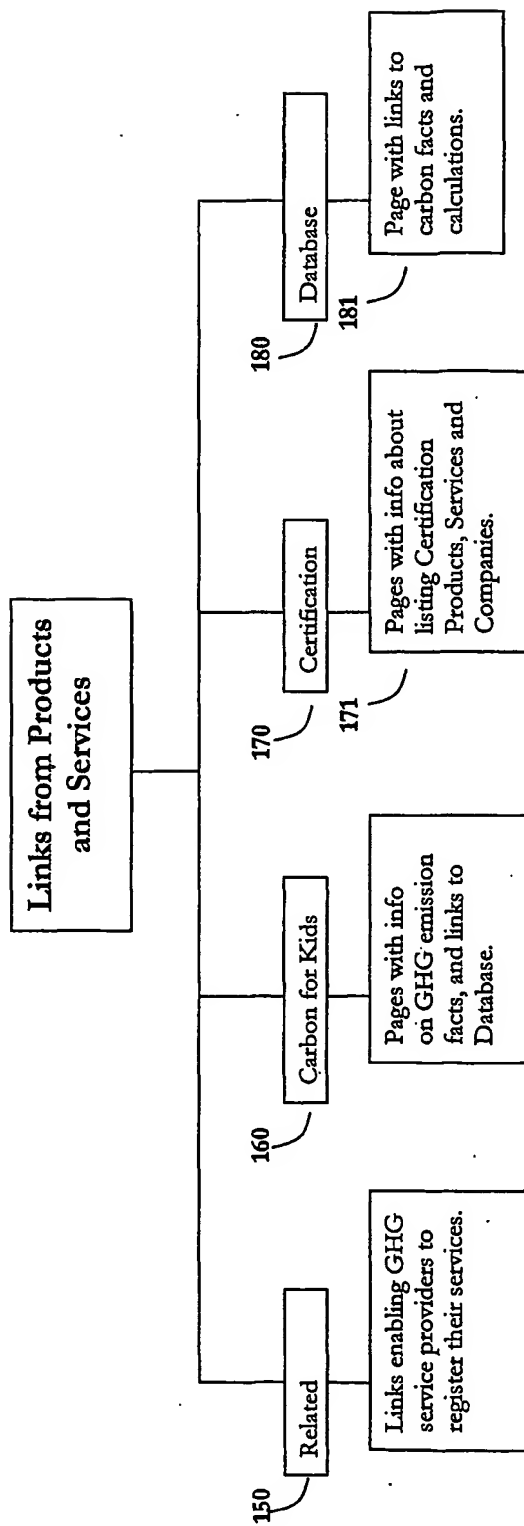 Links from Products
and Services
150
Related
Links enabling GHG
service providers to
register their services.
160
Carbon for Kids
Pages with info
on GHG emission
facts, and links to
Database.
170
Certification
171
Pages with info about
listing Certification
Products, Services and
Companies.
180
Database
181
Page with links to
carbon facts and
calculations.